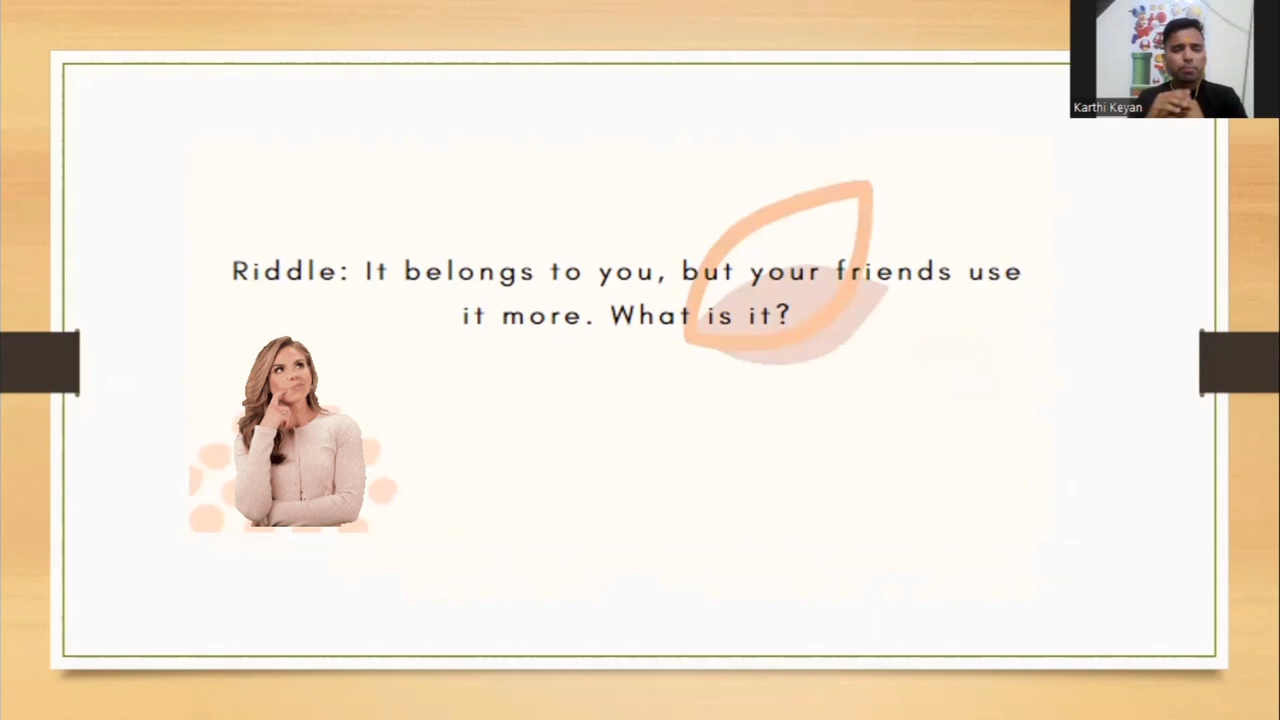 Karthi Keyan
Riddle: It belongs to you, but your friends use
it more. What is it?